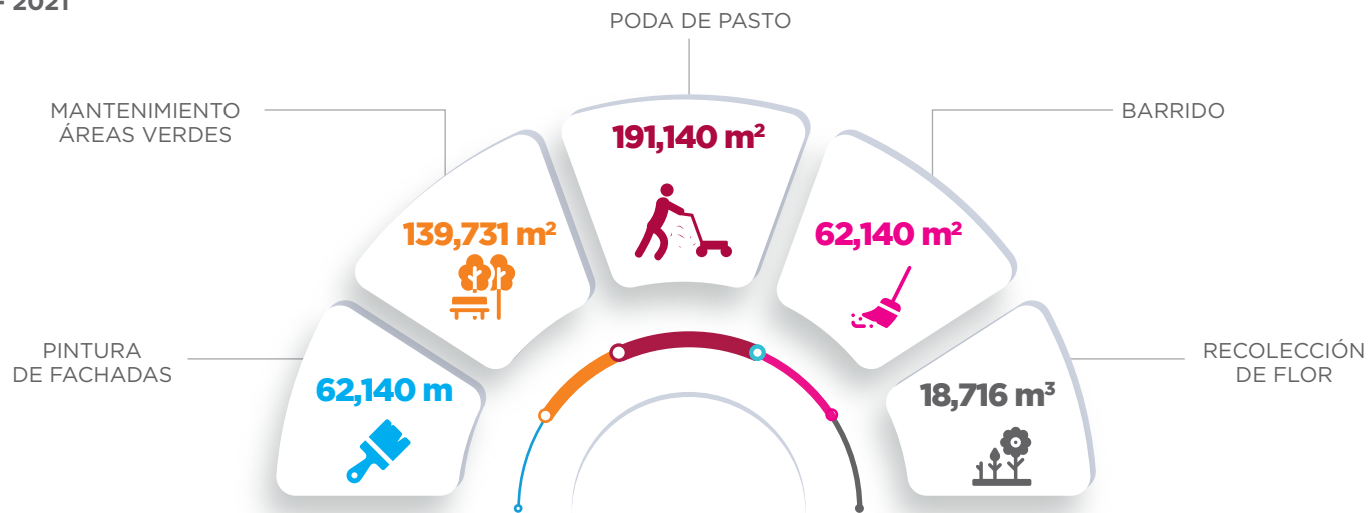 - 2021
PODA DE PASTO
191,140 m²
MANTENIMIENTO
ÁREAS VERDES
139,731 m²
BARRIDO
62,140 m²
PINTURA
DE FACHADAS
62,140 m
RECOLECCIÓN
DE FLOR
18,716 m³